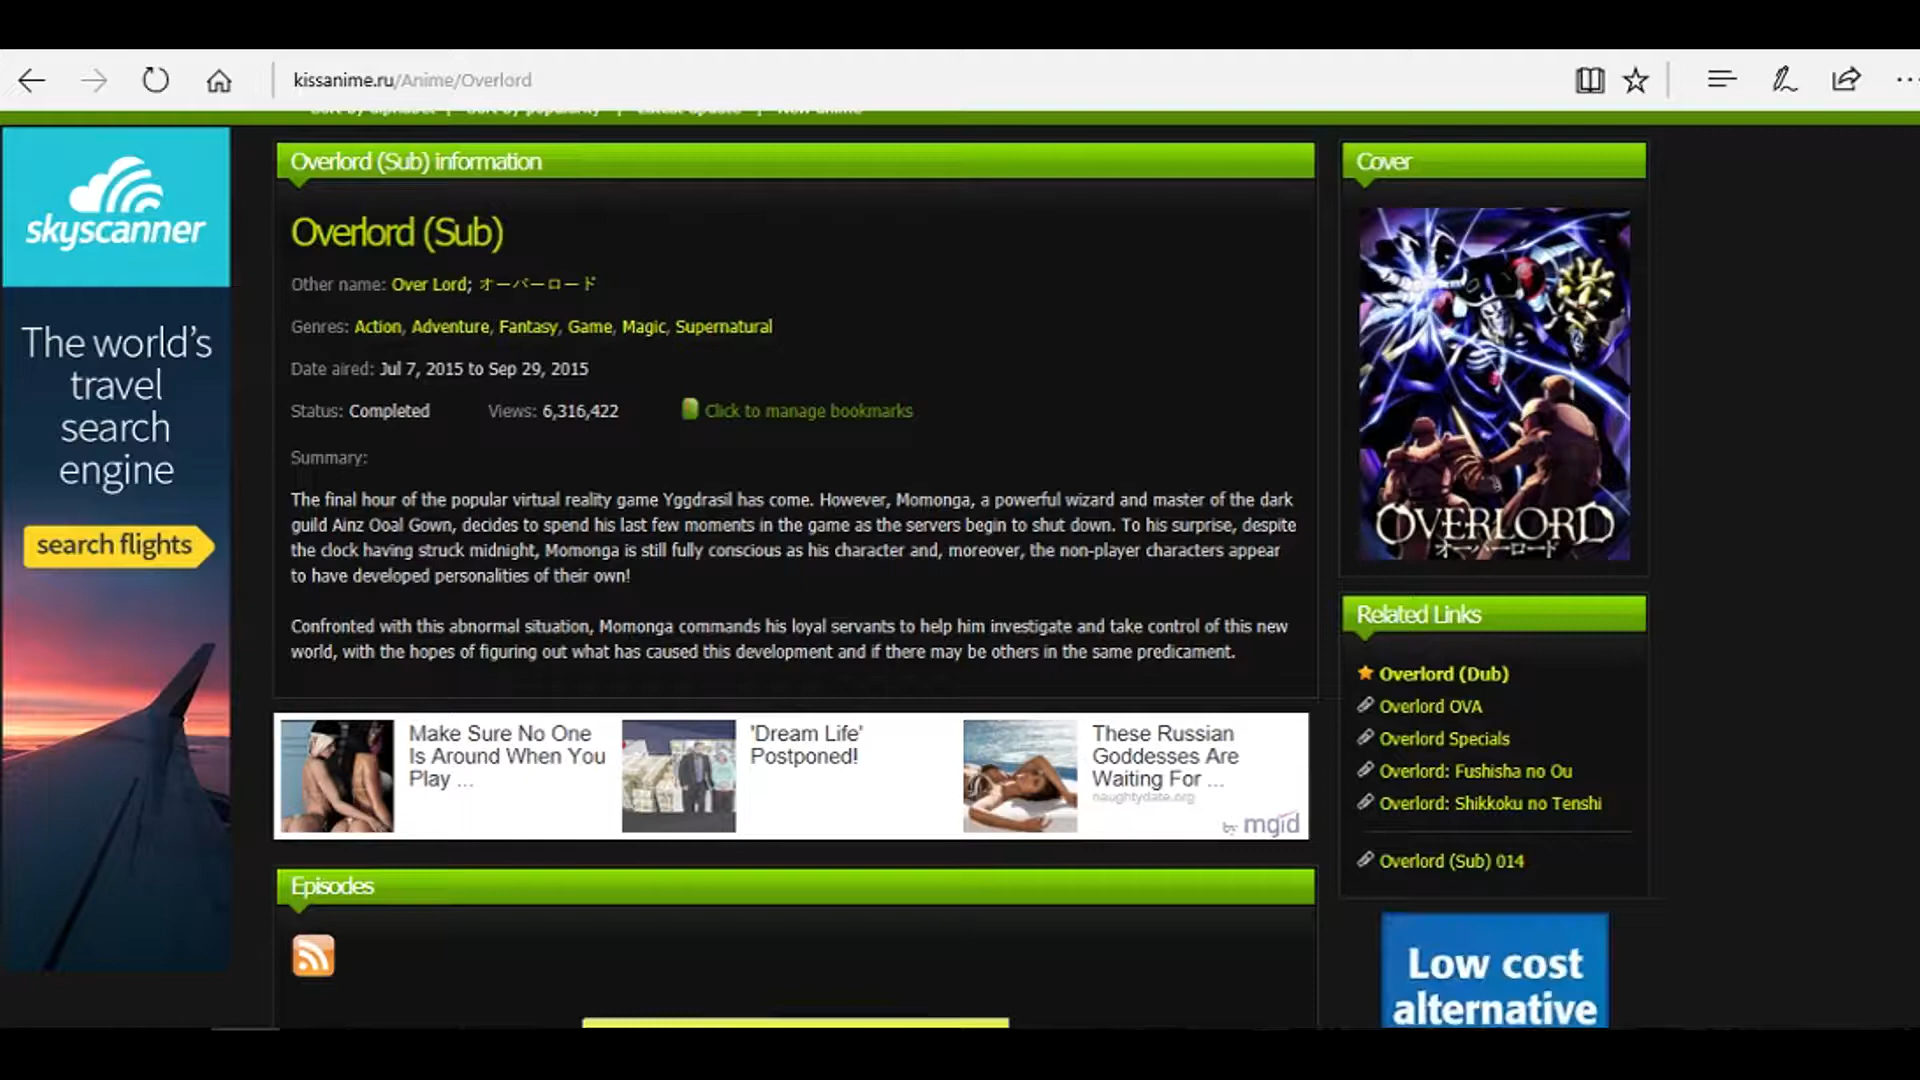 kissanime.ru/Anime/Overlord
Sort by alphabet | Sort by popularity | Latest update | New anime
skyscanner
The world's
travel
search
engine
search flights
Overlord (Sub) information
Overlord (Sub)
Other name: Over Lord; オーバーロード
Genres: Action, Adventure, Fantasy, Game, Magic, Supernatural
Date aired: Jul 7, 2015 to Sep 29, 2015
Status: Completed Views: 6,316,422 Click to manage bookmarks
Summary:
The final hour of the popular virtual reality game Yggdrasil has come. However, Momonga, a powerful wizard and master of the dark
guild Ainz Ooal Gown, decides to spend his last few moments in the game as the servers begin to shut down. To his surprise, despite
the clock having struck midnight, Momonga is still fully conscious as his character and, moreover, the non-player characters appear
to have developed personalities of their own!
Confronted with this abnormal situation, Momonga commands his loyal servants to help him investigate and take control of this new
world, with the hopes of figuring out what has caused this development and if there may be others in the same predicament.
Make Sure No One
Is Around When You
Play ...
'Dream Life'
Postponed!
These Russian
Goddesses Are
Waiting For ...
naughtydate.org
by mgid
Episodes
Cover
OVERLORD
オーバーロード
Related Links
Overlord (Dub)
Overlord OVA
Overlord Specials
Overlord: Fushisha no Ou
Overlord: Shikkoku no Tenshi
Overlord (Sub) 014
Low cost
alternative